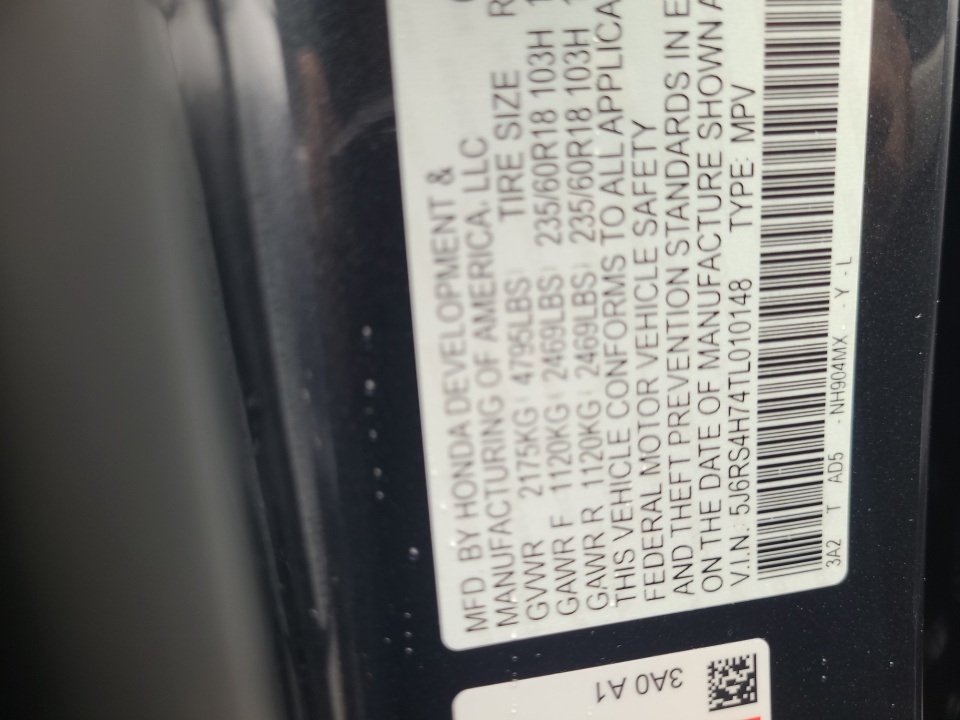 MFD. BY HONDA DEVELOPMENT &
MANUFACTURING OF AMERICA, LLC
GVWR 2175KG( 4795LBS) TIRE SIZE R
GAWR F 1120KG( 2469LBS) 235/60R18 103H 1
GAWR R 1120KG( 2469LBS) 235/60R18 103H 1
THIS VEHICLE CONFORMS TO ALL APPLICA
FEDERAL MOTOR VEHICLE SAFETY
AND THEFT PREVENTION STANDARDS IN E
ON THE DATE OF MANUFACTURE SHOWN A
V.I.N.: 5J6RS4H74TL010148 TYPE: MPV
3A2 T AD5 -NH904MX -Y-L
3A0 A1